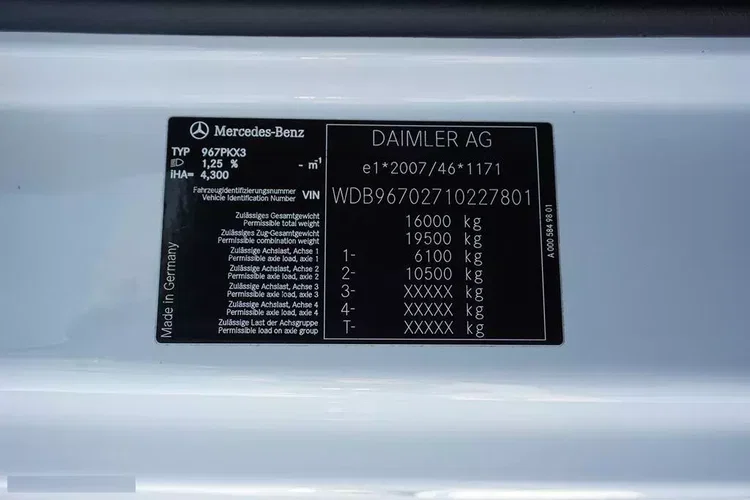 Mercedes-Benz
TYP 967PKX3
1,25 % - m⁻¹
iHA= 4,300
Fahrzeugidentifizierungsnummer
Vehicle Identification Number VIN
Zulässiges Gesamtgewicht
Permissible total weight
Zulässiges Zug-Gesamtgewicht
Permissible combination weight
Zulässige Achslast, Achse 1
Permissible axle load, axle 1
Zulässige Achslast, Achse 2
Permissible axle load, axle 2
Zulässige Achslast, Achse 3
Permissible axle load, axle 3
Zulässige Achslast, Achse 4
Permissible axle load, axle 4
Zulässige Last der Achsgruppe
Permissible load on axle group
Made in Germany
DAIMLER AG
e1*2007/46*1171
WDB96702710227801
16000 kg
19500 kg
1- 6100 kg
2- 10500 kg
3- XXXXX kg
4- XXXXX kg
T- XXXXX kg
A 000 584 98 01